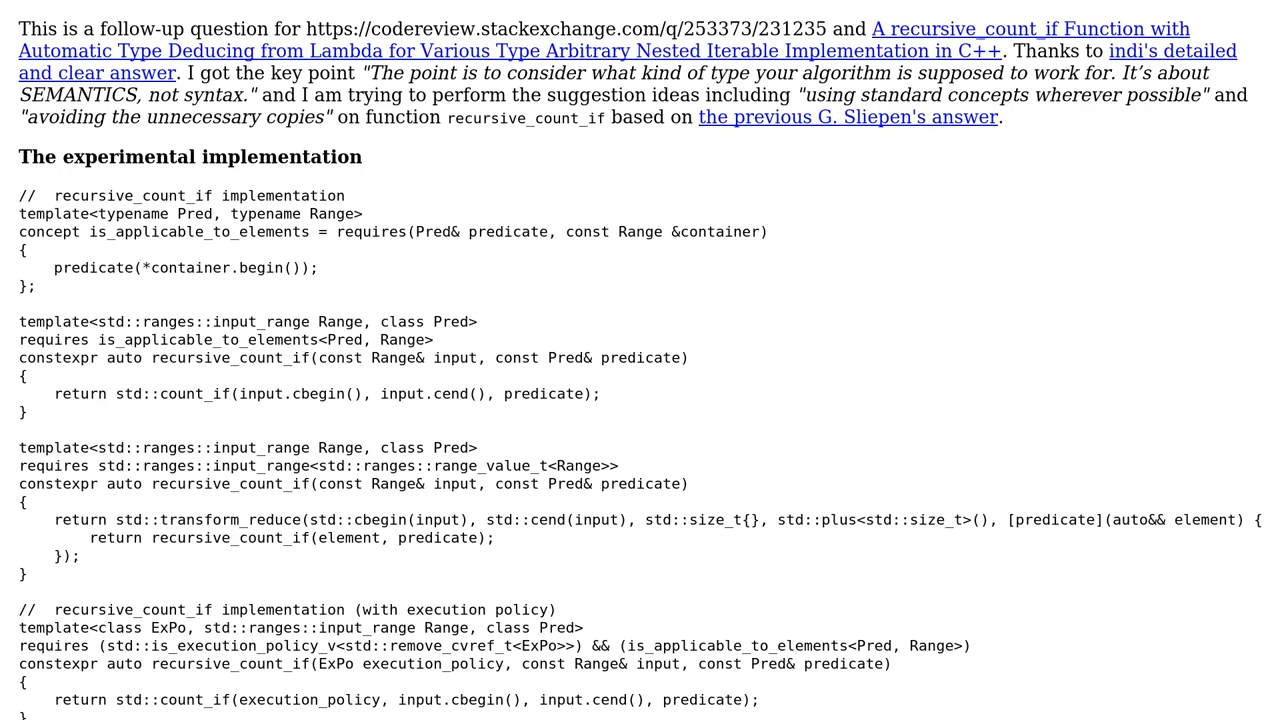 This is a follow-up question for https://codereview.stackexchange.com/q/253373/231235 and A recursive_count_if Function with
Automatic Type Deducing from Lambda for Various Type Arbitrary Nested Iterable Implementation in C++. Thanks to indi's detailed
and clear answer. I got the key point "The point is to consider what kind of type your algorithm is supposed to work for. It’s about
SEMANTICS, not syntax." and I am trying to perform the suggestion ideas including "using standard concepts wherever possible" and
"avoiding the unnecessary copies" on function recursive_count_if based on the previous G. Sliepen's answer.
The experimental implementation
//  recursive_count_if implementation
template<typename Pred, typename Range>
concept is_applicable_to_elements = requires(Pred& predicate, const Range &container)
{
    predicate(*container.begin());
};
template<std::ranges::input_range Range, class Pred>
requires is_applicable_to_elements<Pred, Range>
constexpr auto recursive_count_if(const Range& input, const Pred& predicate)
{
    return std::count_if(input.cbegin(), input.cend(), predicate);
}
template<std::ranges::input_range Range, class Pred>
requires std::ranges::input_range<std::ranges::range_value_t<Range>>
constexpr auto recursive_count_if(const Range& input, const Pred& predicate)
{
    return std::transform_reduce(std::cbegin(input), std::cend(input), std::size_t{}, std::plus<std::size_t>(), [predicate](auto&& element) {
        return recursive_count_if(element, predicate);
    });
}
//  recursive_count_if implementation (with execution policy)
template<class ExPo, std::ranges::input_range Range, class Pred>
requires (std::is_execution_policy_v<std::remove_cvref_t<ExPo>>) && (is_applicable_to_elements<Pred, Range>)
constexpr auto recursive_count_if(ExPo execution_policy, const Range& input, const Pred& predicate)
{
    return std::count_if(execution_policy, input.cbegin(), input.cend(), predicate);
}